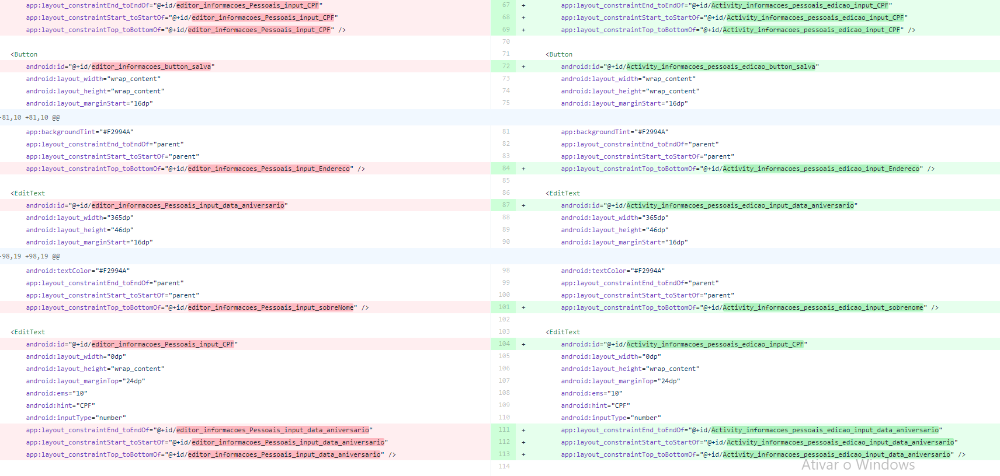 app:layout_constraintEnd_toEndOf="@+id/editor_informacoes_Pessoais_input_CPF"
app:layout_constraintStart_toStartOf="@+id/editor_informacoes_Pessoais_input_CPF"
app:layout_constraintTop_toBottomOf="@+id/editor_informacoes_Pessoais_input_CPF" />
<Button
android:id="@+id/editor_informacoes_button_salva"
android:layout_width="wrap_content"
android:layout_height="wrap_content"
android:layout_marginStart="16dp"
-81,10 +81,10 @@
app:backgroundTint="#F2994A"
app:layout_constraintEnd_toEndOf="parent"
app:layout_constraintStart_toStartOf="parent"
app:layout_constraintTop_toBottomOf="@+id/editor_informacoes_Pessoais_input_Endereco" />
<EditText
android:id="@+id/editor_informacoes_Pessoais_input_data_aniversario"
android:layout_width="365dp"
android:layout_height="46dp"
android:layout_marginStart="16dp"
-98,19 +98,19 @@
android:textColor="#F2994A"
app:layout_constraintEnd_toEndOf="parent"
app:layout_constraintStart_toStartOf="parent"
app:layout_constraintTop_toBottomOf="@+id/editor_informacoes_Pessoais_input_sobreNome" />
<EditText
android:id="@+id/editor_informacoes_Pessoais_input_CPF"
android:layout_width="0dp"
android:layout_height="wrap_content"
android:layout_marginTop="24dp"
android:ems="10"
android:hint="CPF"
android:inputType="number"
app:layout_constraintEnd_toEndOf="@+id/editor_informacoes_Pessoais_input_data_aniversario"
app:layout_constraintStart_toStartOf="@+id/editor_informacoes_Pessoais_input_data_aniversario"
app:layout_constraintTop_toBottomOf="@+id/editor_informacoes_Pessoais_input_data_aniversario" />
67 + app:layout_constraintEnd_toEndOf="@+id/Activity_informacoes_pessoais_edicao_input_CPF"
68 + app:layout_constraintStart_toStartOf="@+id/Activity_informacoes_pessoais_edicao_input_CPF"
69 + app:layout_constraintTop_toBottomOf="@+id/Activity_informacoes_pessoais_edicao_input_CPF" />
70
71 <Button
72 + android:id="@+id/Activity_informacoes_pessoais_edicao_button_salva"
73 android:layout_width="wrap_content"
74 android:layout_height="wrap_content"
75 android:layout_marginStart="16dp"
81 app:backgroundTint="#F2994A"
82 app:layout_constraintEnd_toEndOf="parent"
83 app:layout_constraintStart_toStartOf="parent"
84 + app:layout_constraintTop_toBottomOf="@+id/Activity_informacoes_pessoais_edicao_input_Endereco" />
85
86 <EditText
87 + android:id="@+id/Activity_informacoes_pessoais_edicao_input_data_aniversario"
88 android:layout_width="365dp"
89 android:layout_height="46dp"
90 android:layout_marginStart="16dp"
98 android:textColor="#F2994A"
99 app:layout_constraintEnd_toEndOf="parent"
100 app:layout_constraintStart_toStartOf="parent"
101 + app:layout_constraintTop_toBottomOf="@+id/Activity_informacoes_pessoais_edicao_input_sobrenome" />
102
103 <EditText
104 + android:id="@+id/Activity_informacoes_pessoais_edicao_input_CPF"
105 android:layout_width="0dp"
106 android:layout_height="wrap_content"
107 android:layout_marginTop="24dp"
108 android:ems="10"
109 android:hint="CPF"
110 android:inputType="number"
111 + app:layout_constraintEnd_toEndOf="@+id/Activity_informacoes_pessoais_edicao_input_data_aniversario"
112 + app:layout_constraintStart_toStartOf="@+id/Activity_informacoes_pessoais_edicao_input_data_aniversario"
113 + app:layout_constraintTop_toBottomOf="@+id/Activity_informacoes_pessoais_edicao_input_data_aniversario" />
114
Ativar o Windows